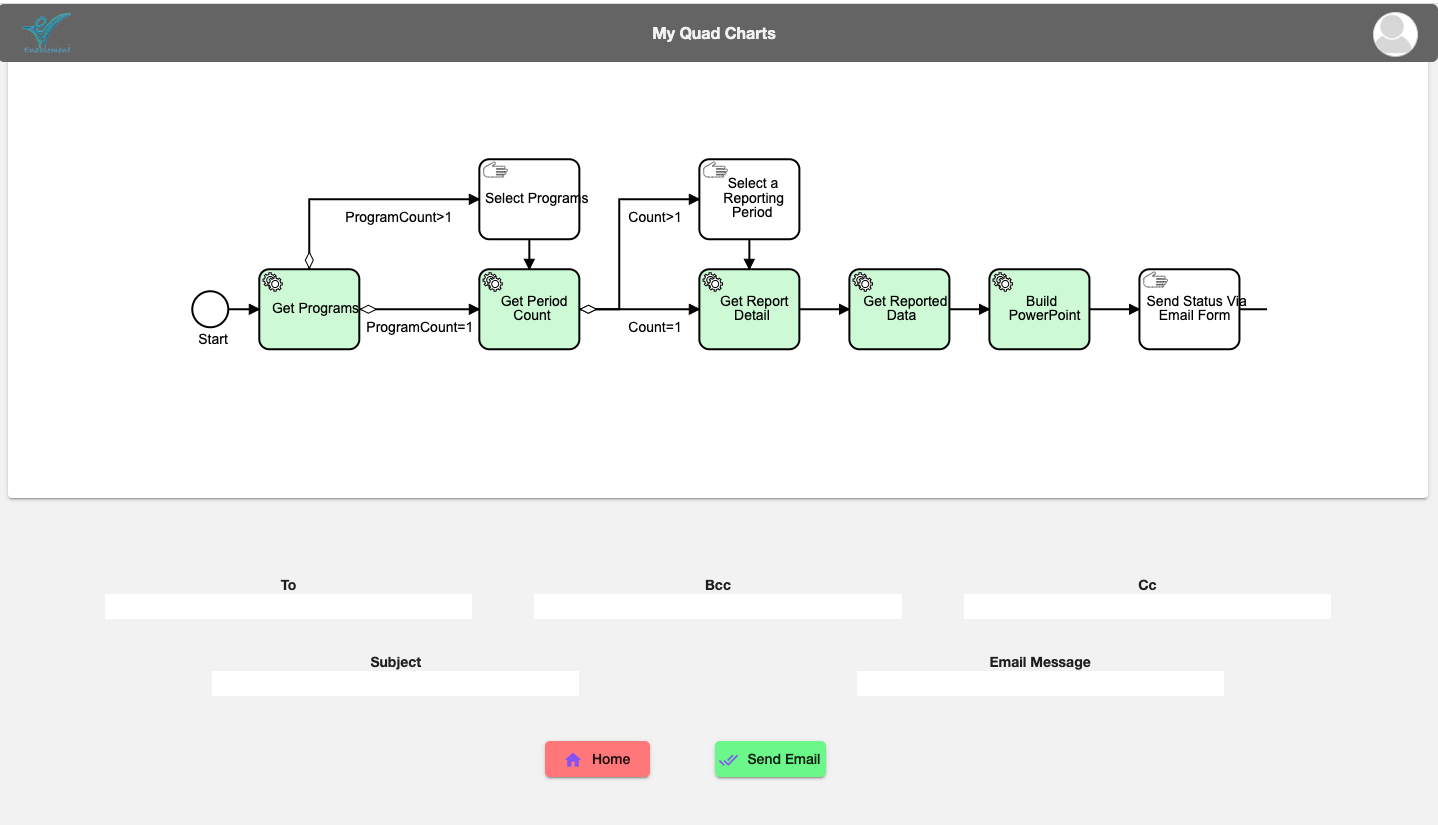 My Quad Charts
Enablement
ProgramCount>1
Select Programs
Count>1
Select a
Reporting
Period
Start
Get Programs
ProgramCount=1
Get Period
Count
Count=1
Get Report
Detail
Get Reported
Data
Build
PowerPoint
Send Status Via
Email Form
To
Bcc
Cc
Subject
Email Message
Home
Send Email